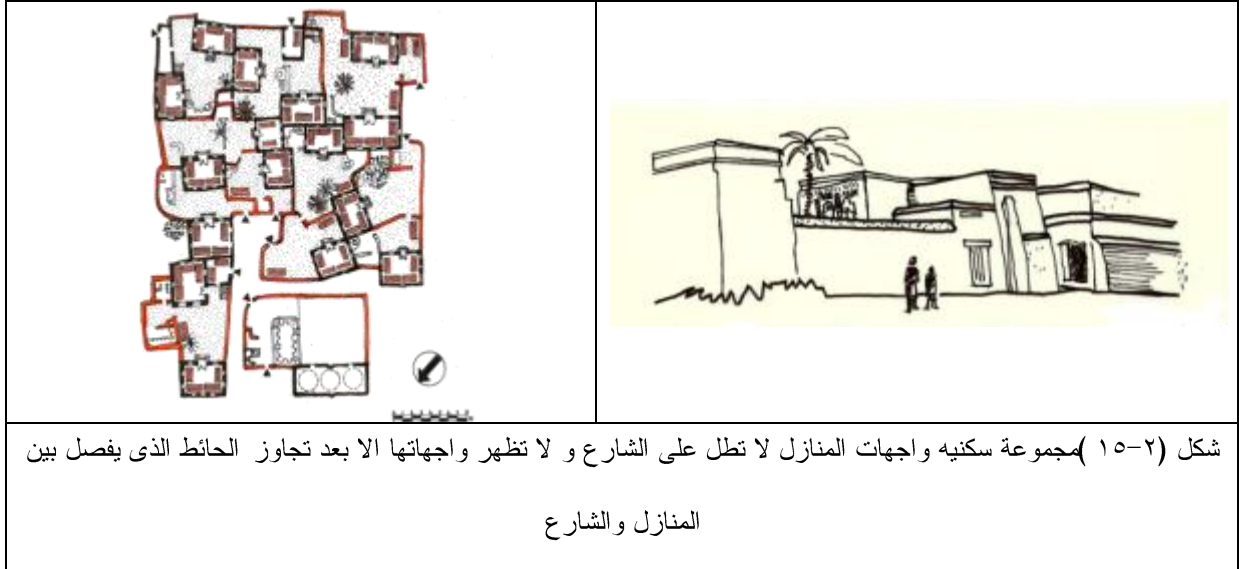 شكل (٢-١٥ )مجموعة سكنيه واجهات المنازل لا تطل على الشارع و لا تظهر واجهاتها الا بعد تجاوز الحائط الذى يفصل بين
المنازل والشارع